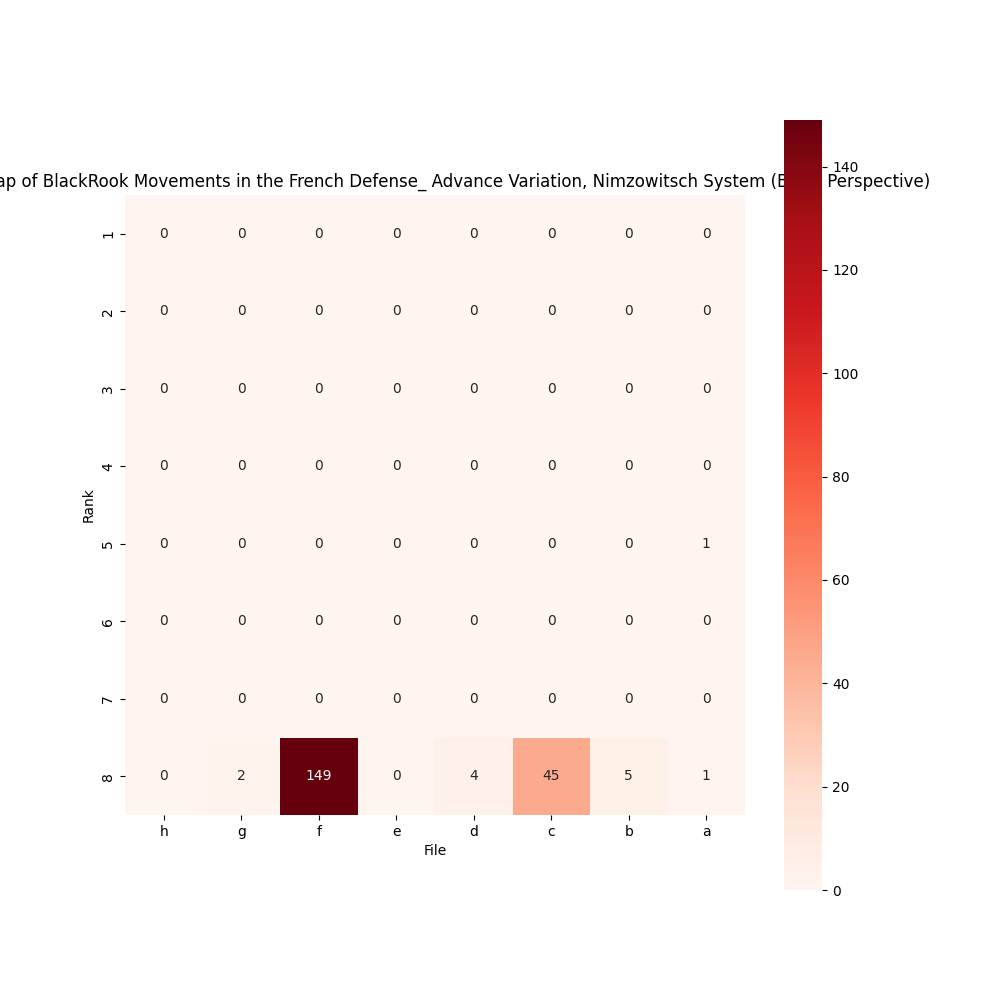 of BlackRook Movements in the French Defense_ Advance Variation, Nimzowitsch System ( Perspective)
140
120
100
80
60
40
20
0
Rank
1 0 0 0 0 0 0 0 0
2 0 0 0 0 0 0 0 0
3 0 0 0 0 0 0 0 0
4 0 0 0 0 0 0 0 0
5 0 0 0 0 0 0 0 1
6 0 0 0 0 0 0 0 0
7 0 0 0 0 0 0 0 0
8 0 2 149 0 4 45 5 1
h g f e d c b a
File